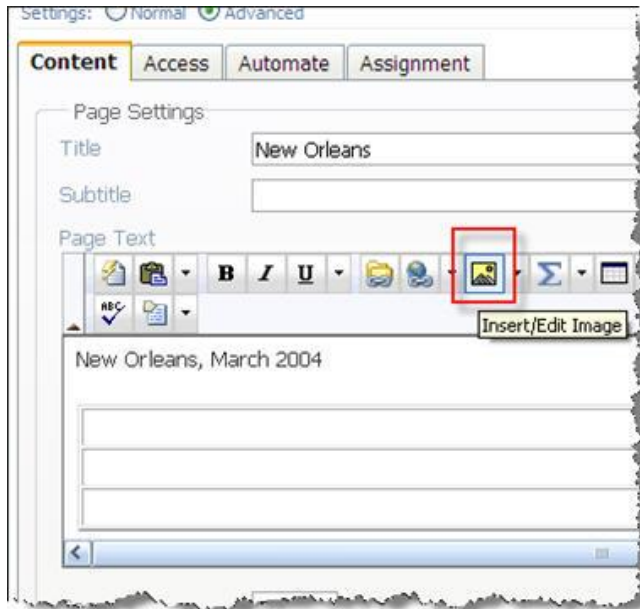 Settings: Normal Advanced
Content Access Automate Assignment
Page Settings
Title New Orleans
Subtitle
Page Text
B I U Σ
ABC
Insert/Edit Image
New Orleans, March 2004